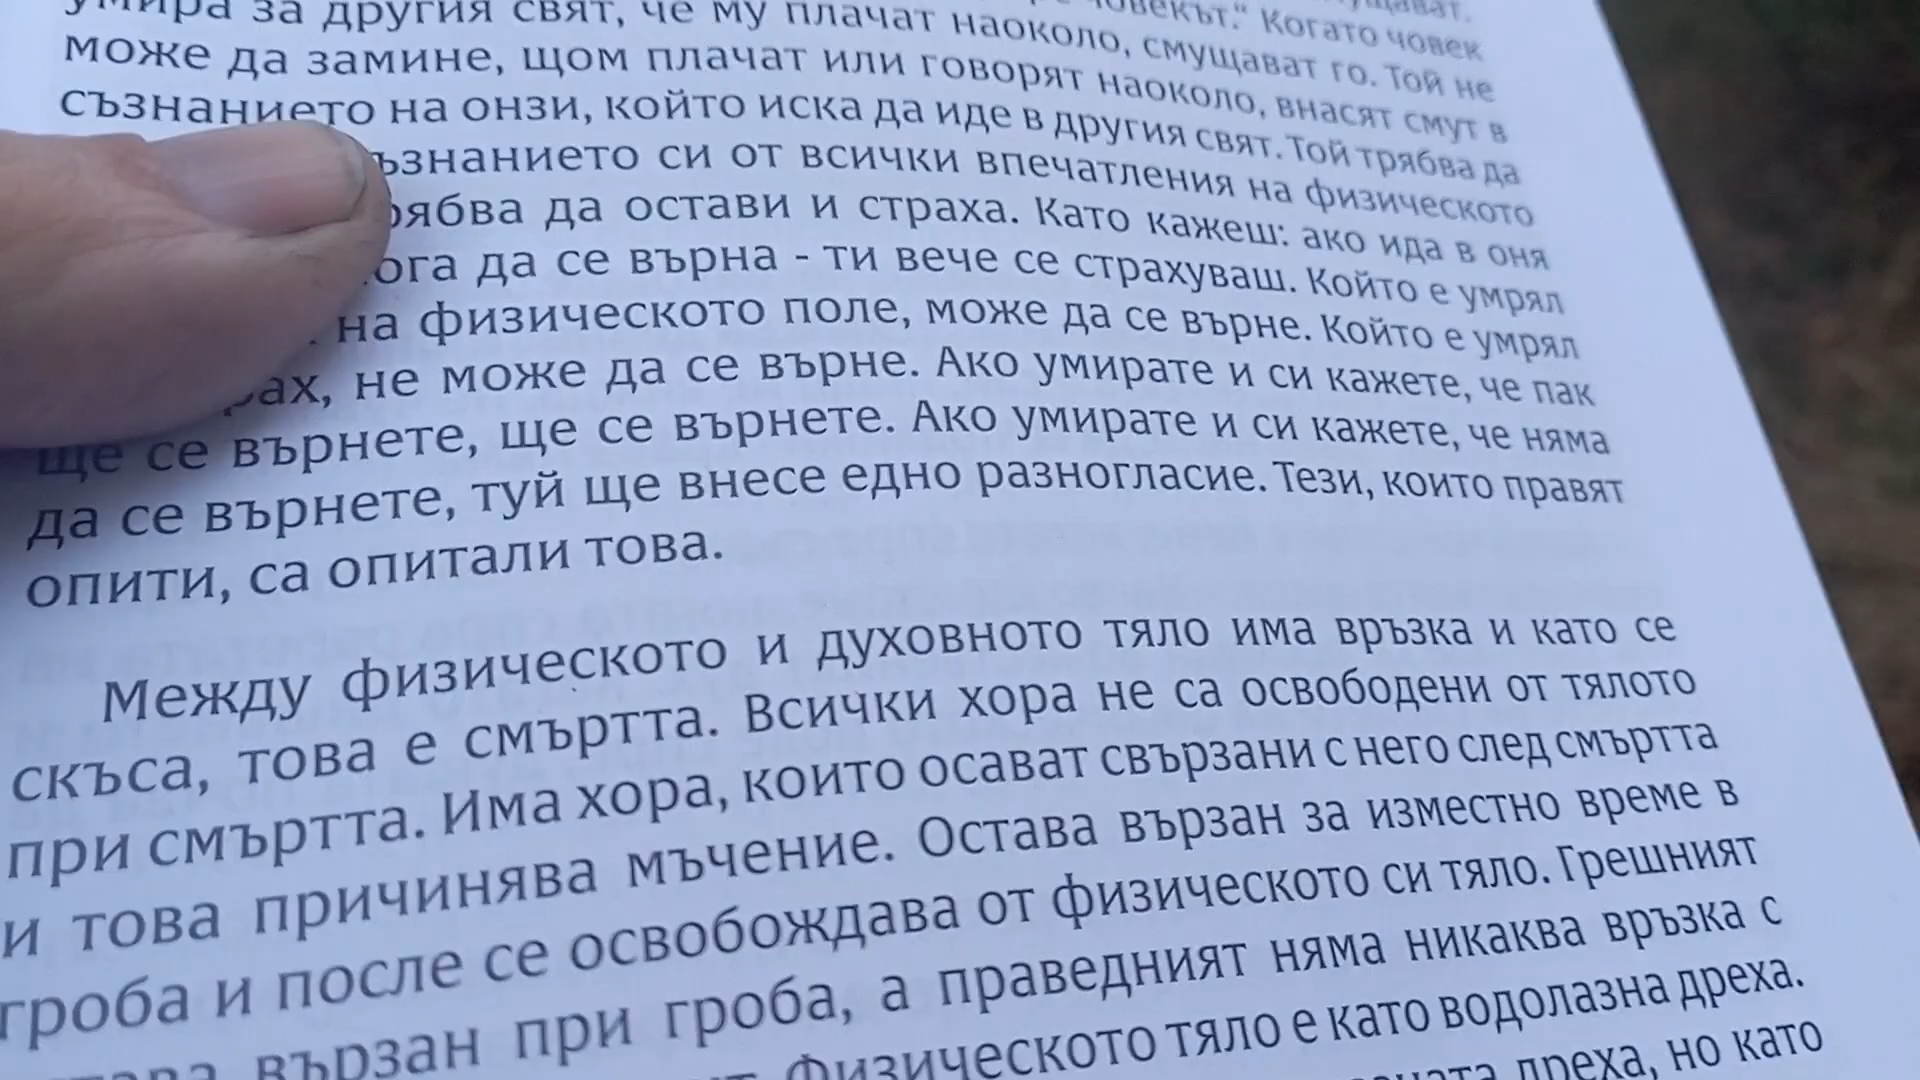 човекът." Когато човек
умира за другия свят, че му плачат наоколо, смущават го. Той не
може да замине, щом плачат или говорят наоколо, внасят смут в
съзнанието на онзи, който иска да иде в другия свят. Той трябва да
си от всички впечатления на физическото
да остави и страха. Като кажеш: ако ида в оня
да се върна - ти вече се страхуваш. Който е умрял
на физическото поле, може да се върне. Който е умрял
не може да се върне. Ако умирате и си кажете, че пак
ще се върнете, ще се върнете. Ако умирате и си кажете, че няма
да се върнете, туй ще внесе едно разногласие. Тези, които правят
опити, са опитали това.
Между физическото и духовното тяло има връзка и като се
скъса, това е смъртта. Всички хора не са освободени от тялото
при смъртта. Има хора, които осават свързани с него след смъртта
и това причинява мъчение. Остава вързан за изместно време в
гроба и после се освобождава от физическото си тяло. Грешният
вързан при гроба, а праведният няма никаква връзка с
Физическото тяло е като водолазна дреха.
дреха, но като